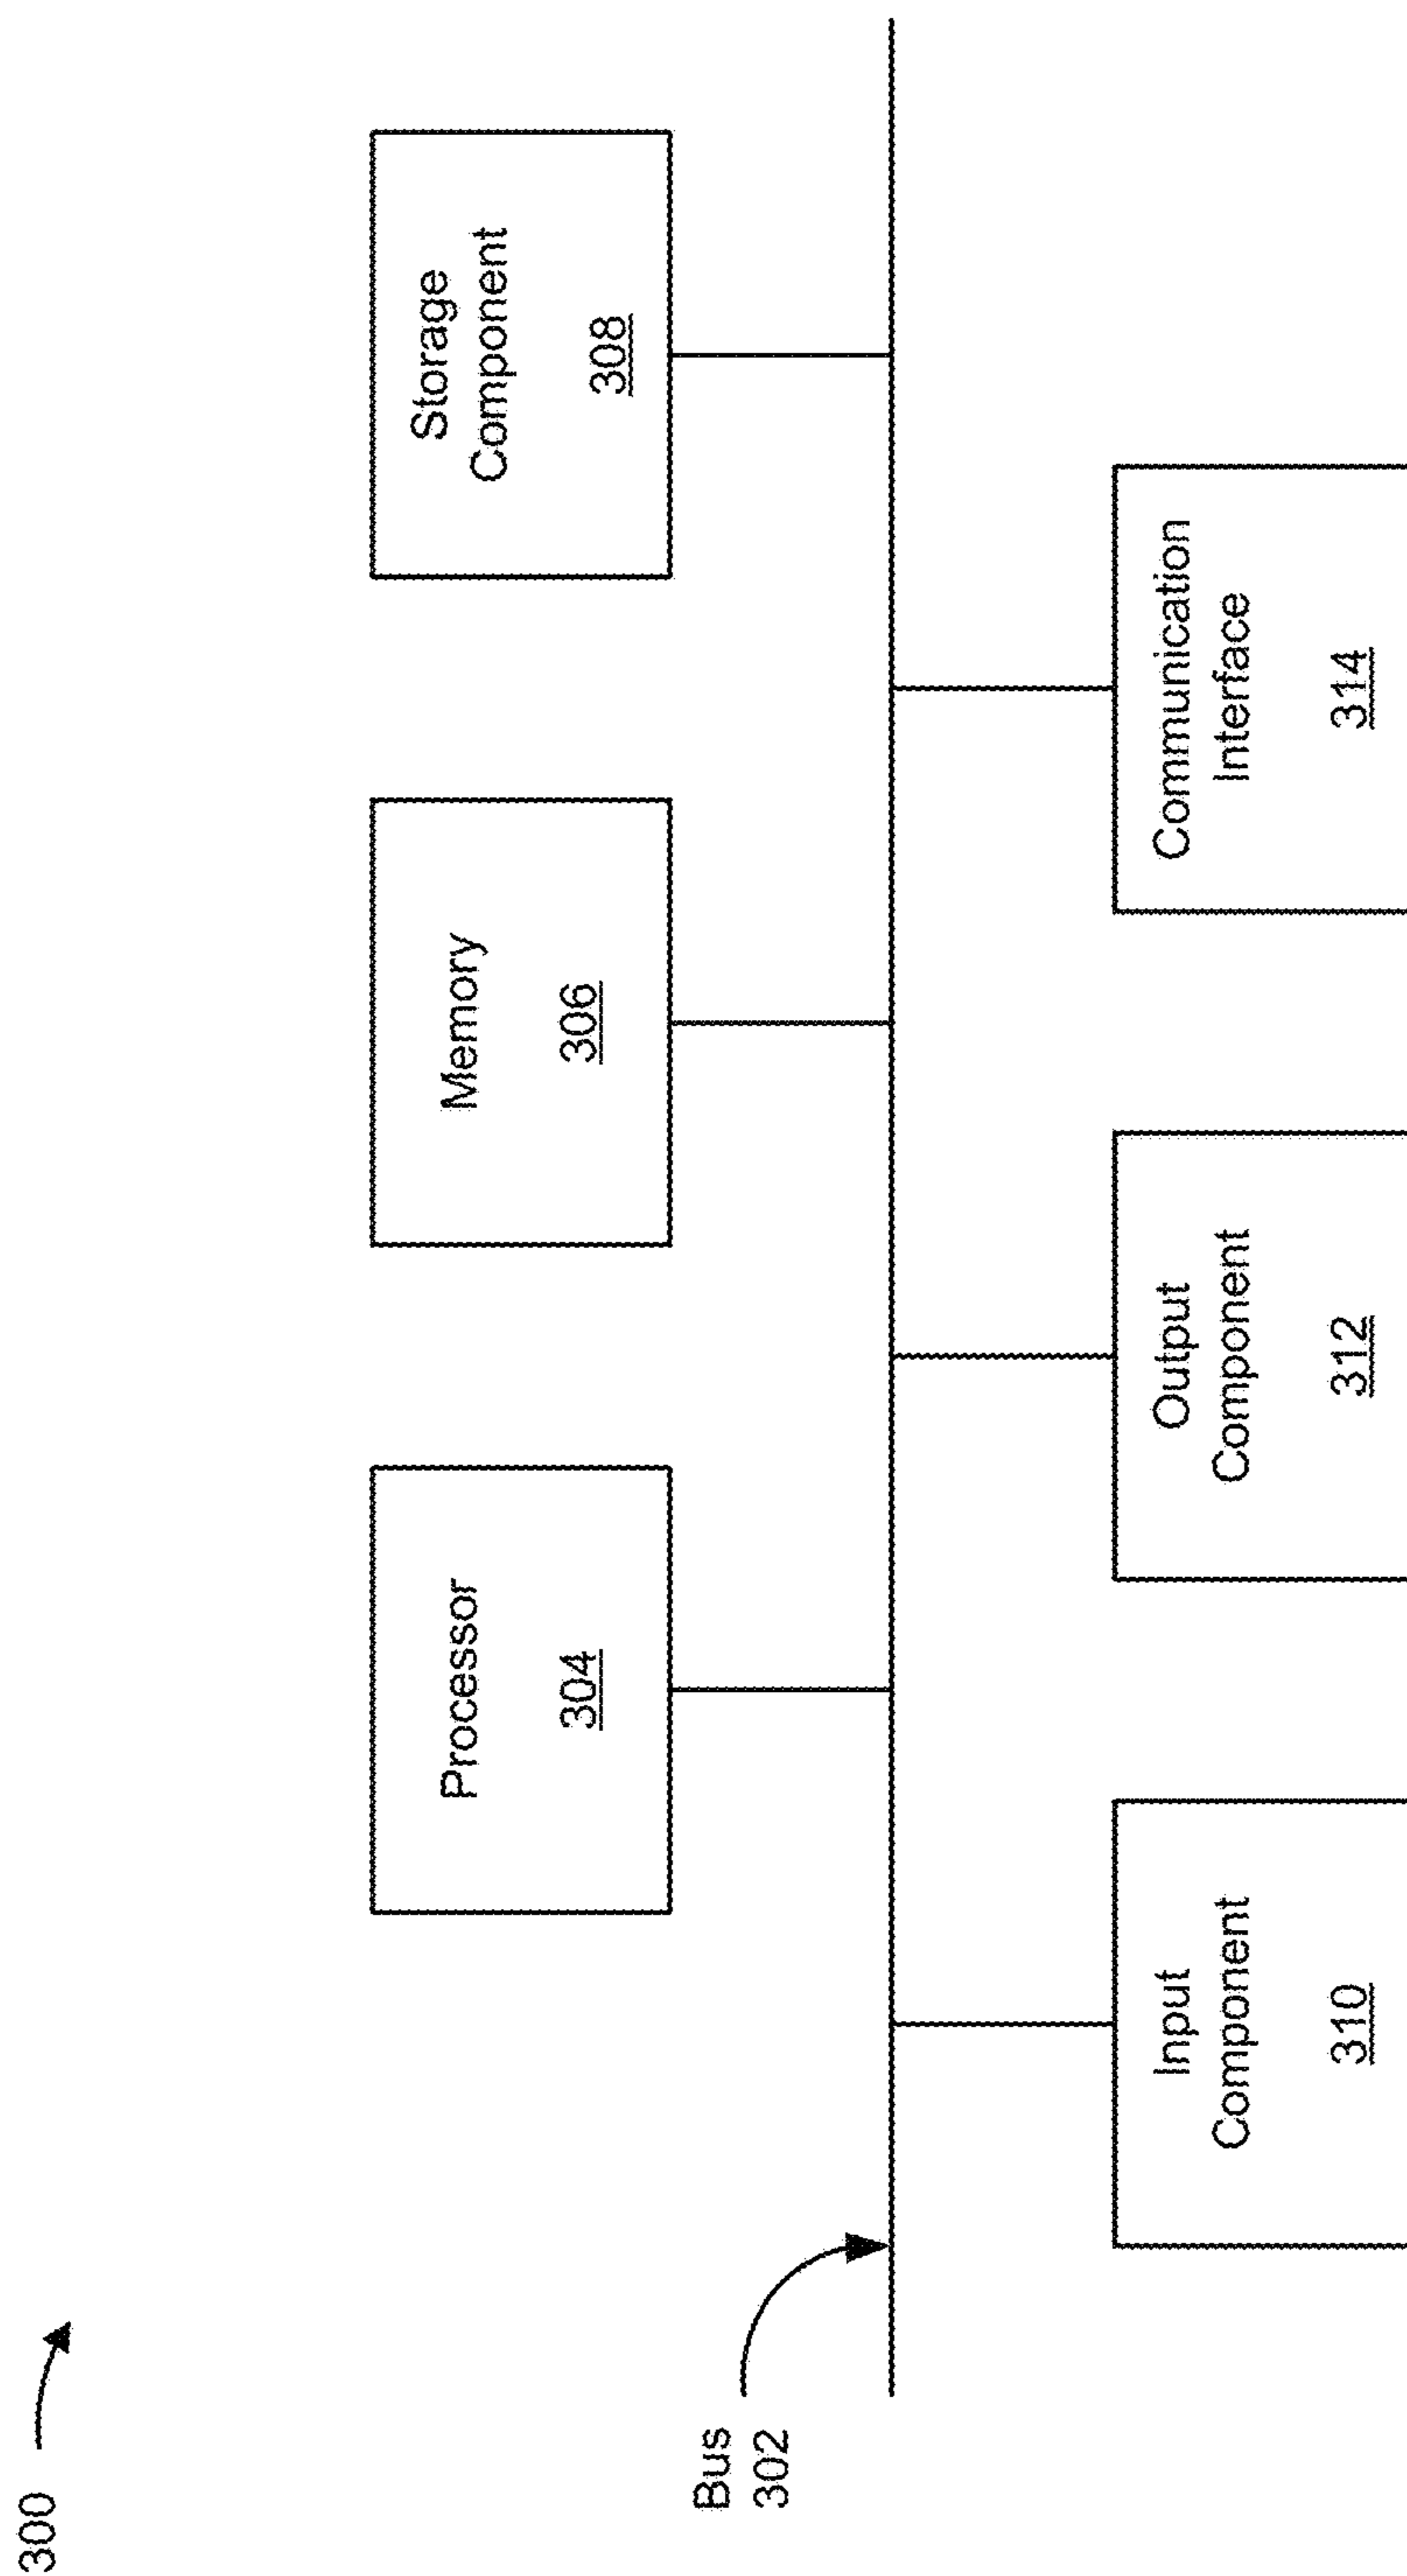 300
Processor
304
Memory
306
Storage
Component
308
Bus
302
Input
Component
310
Output
Component
312
Communication
Interface
314